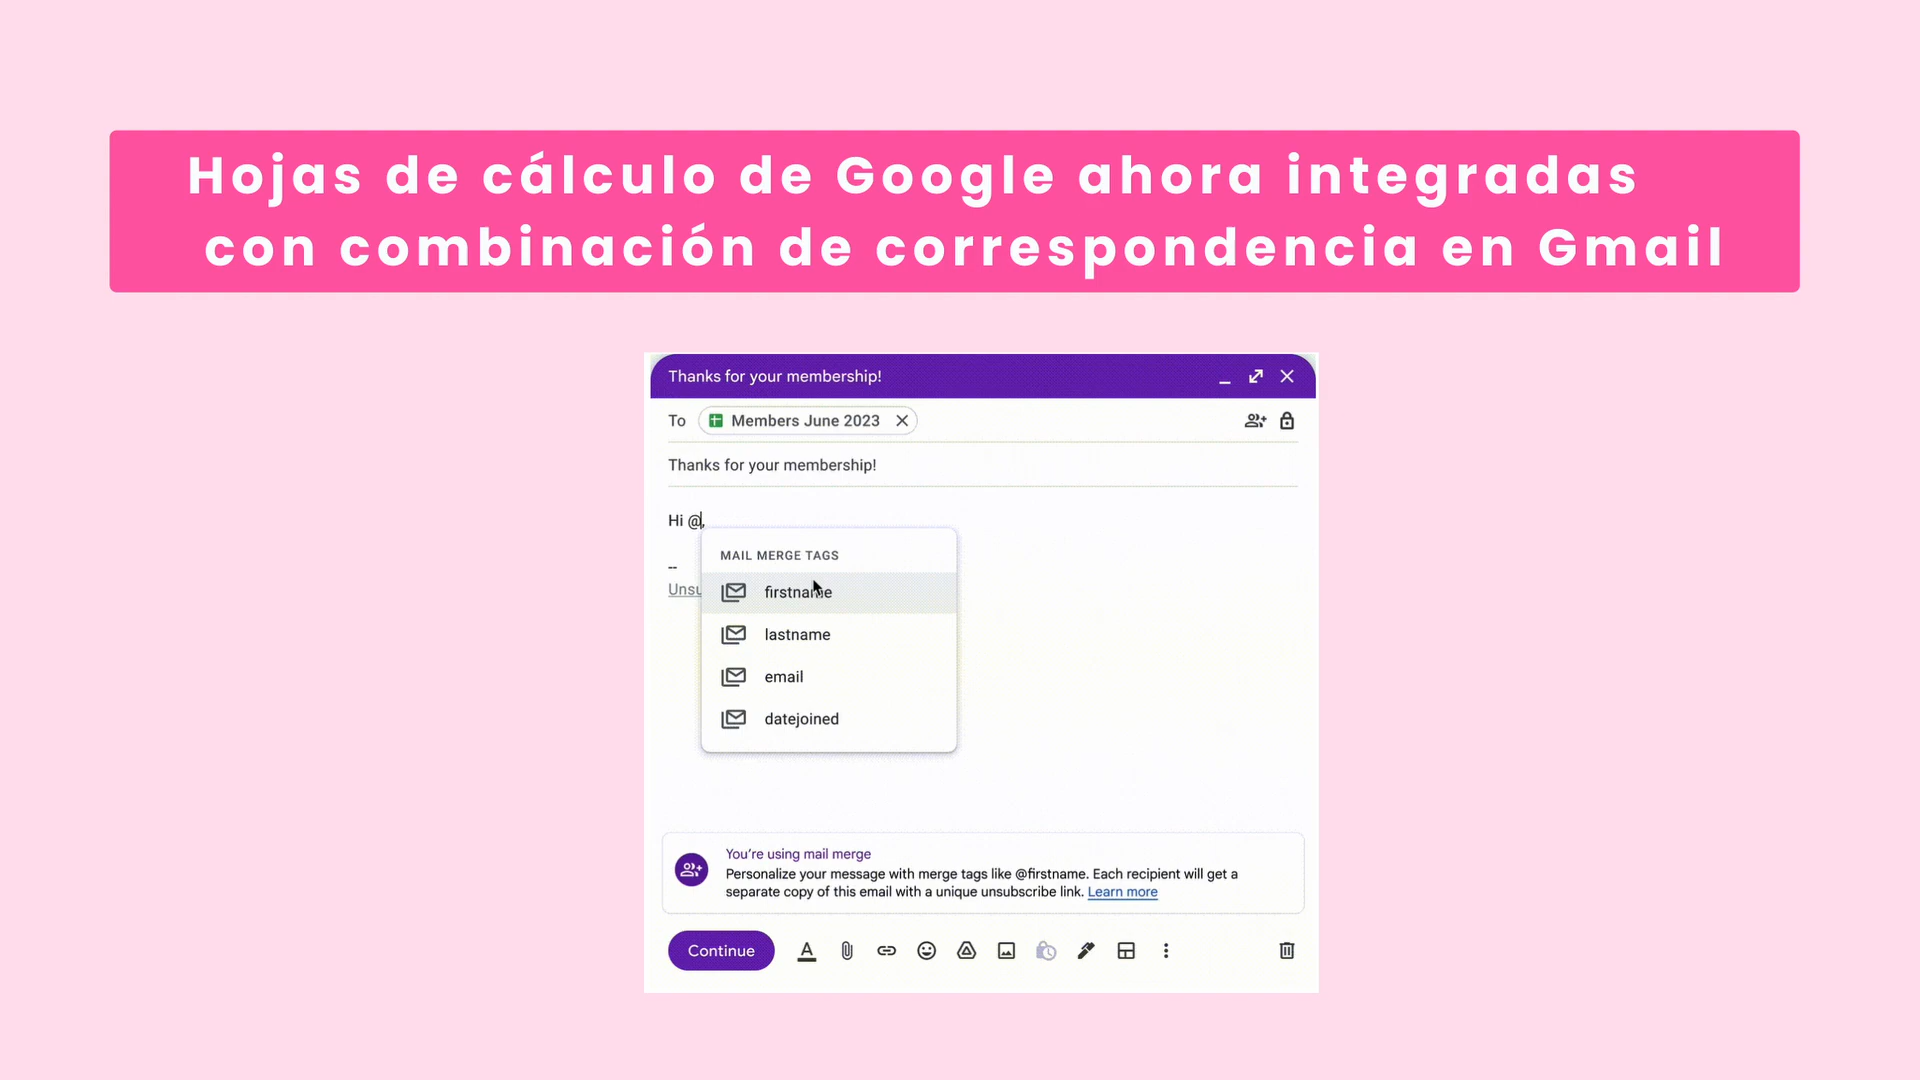 Hojas de cálculo de Google ahora integradas
con combinación de correspondencia en Gmail
Thanks for your membership!
To Members June 2023
Thanks for your membership!
Hi @,
MAIL MERGE TAGS
--
firstname
Unsu
lastname
email
datejoined
You're using mail merge
Personalize your message with merge tags like @firstname. Each recipient will get a
separate copy of this email with a unique unsubscribe link. Learn more
Continue